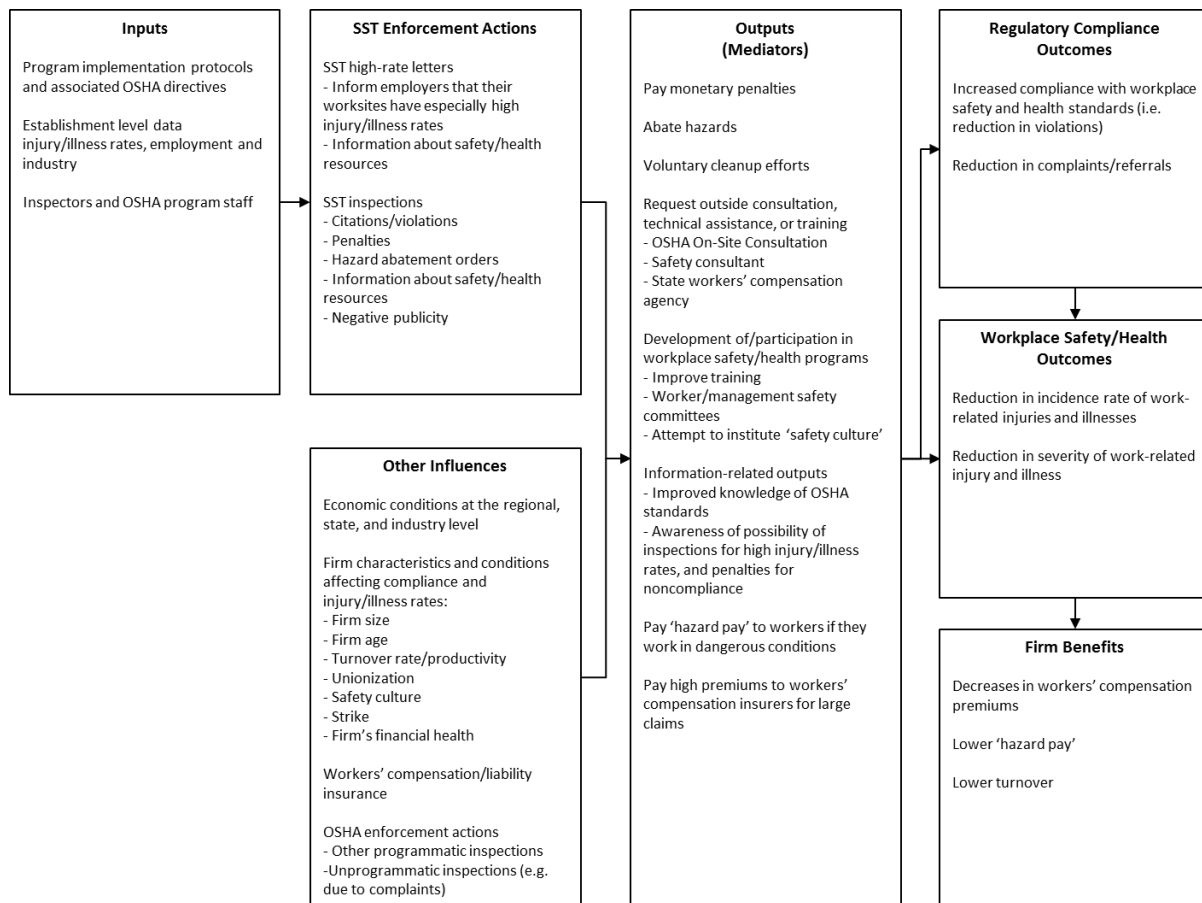 Inputs
Program implementation protocols
and associated OSHA directives
Establishment level data
injury/illness rates, employment and
industry
Inspectors and OSHA program staff
SST Enforcement Actions
SST high-rate letters
- Inform employers that their
worksites have especially high
injury/illness rates
- Information about safety/health
resources
SST inspections
- Citations/violations
- Penalties
- Hazard abatement orders
- Information about safety/health
resources
- Negative publicity
Other Influences
Economic conditions at the regional,
state, and industry level
Firm characteristics and conditions
affecting compliance and
injury/illness rates:
- Firm size
- Firm age
- Turnover rate/productivity
- Unionization
- Safety culture
- Strike
- Firm’s financial health
Workers’ compensation/liability
insurance
OSHA enforcement actions
- Other programmatic inspections
-Unprogrammatic inspections (e.g.
due to complaints)
Outputs
(Mediators)
Pay monetary penalties
Abate hazards
Voluntary cleanup efforts
Request outside consultation,
technical assistance, or training
- OSHA On-Site Consultation
- Safety consultant
- State workers’ compensation
agency
Development of/participation in
workplace safety/health programs
- Improve training
- Worker/management safety
committees
- Attempt to institute ‘safety culture’
Information-related outputs
- Improved knowledge of OSHA
standards
- Awareness of possibility of
inspections for high injury/illness
rates, and penalties for
noncompliance
Pay ‘hazard pay’ to workers if they
work in dangerous conditions
Pay high premiums to workers’
compensation insurers for large
claims
Regulatory Compliance
Outcomes
Increased compliance with workplace
safety and health standards (i.e.
reduction in violations)
Reduction in complaints/referrals
Workplace Safety/Health
Outcomes
Reduction in incidence rate of work-
related injuries and illnesses
Reduction in severity of work-related
injury and illness
Firm Benefits
Decreases in workers’ compensation
premiums
Lower ‘hazard pay’
Lower turnover